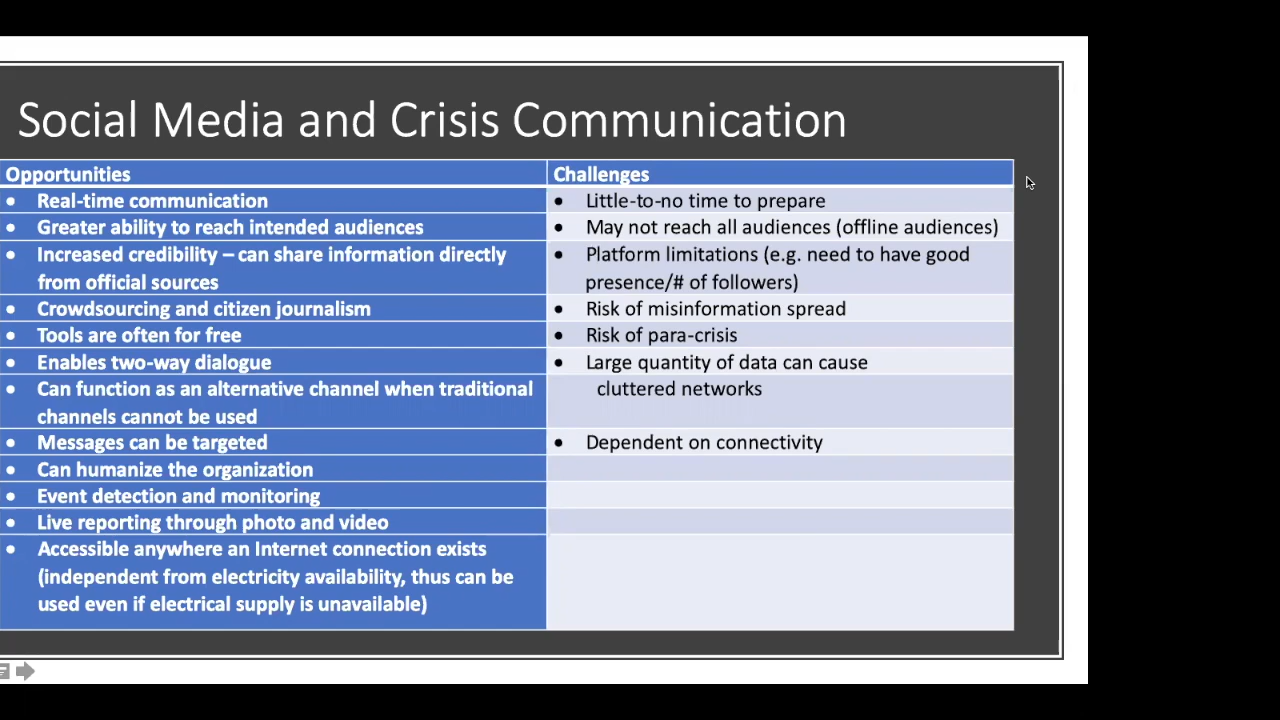 Social Media and Crisis Communication
Opportunities
Challenges
• Real-time communication
• Little-to-no time to prepare
• Greater ability to reach intended audiences
• May not reach all audiences (offline audiences)
• Increased credibility – can share information directly
from official sources
• Platform limitations (e.g. need to have good
presence/# of followers)
• Crowdsourcing and citizen journalism
• Risk of misinformation spread
• Tools are often for free
• Risk of para-crisis
• Enables two-way dialogue
• Large quantity of data can cause
• Can function as an alternative channel when traditional
channels cannot be used
cluttered networks
• Messages can be targeted
• Dependent on connectivity
• Can humanize the organization
• Event detection and monitoring
• Live reporting through photo and video
• Accessible anywhere an Internet connection exists
(independent from electricity availability, thus can be
used even if electrical supply is unavailable)